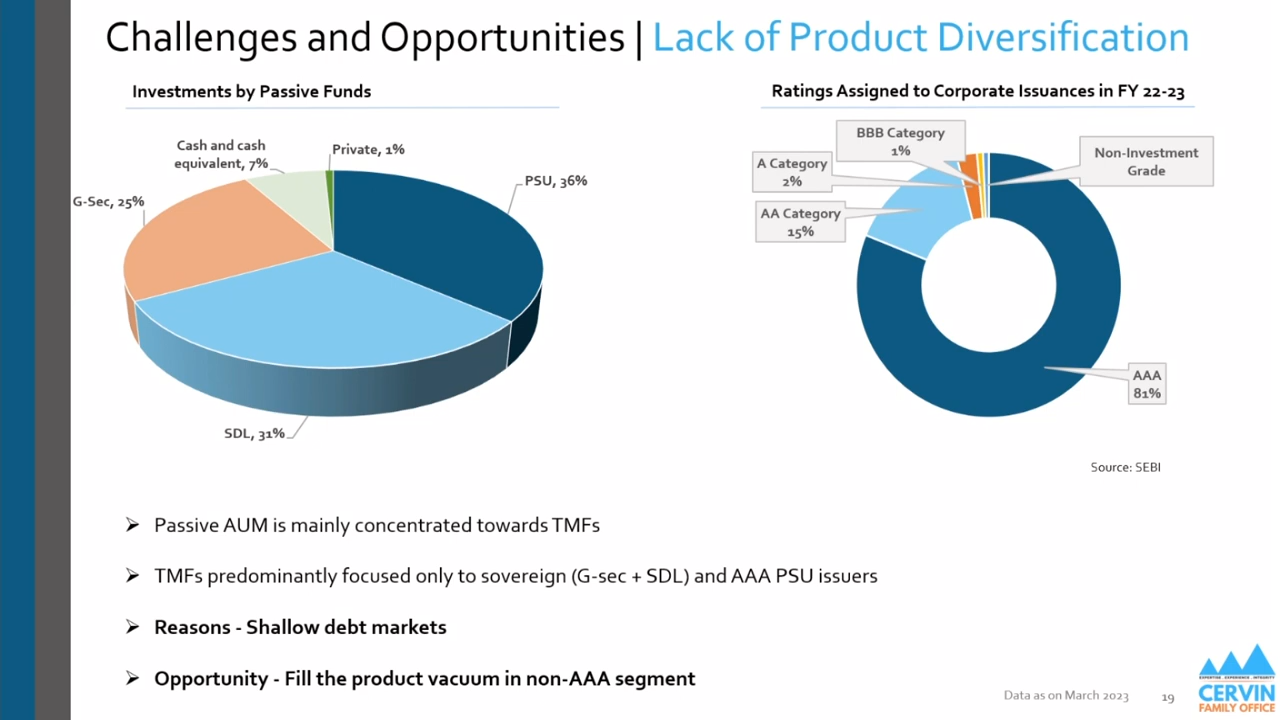 Challenges and Opportunities | Lack of Product Diversification
Investments by Passive Funds
Cash and cash
equivalent, 7%
Private, 1%
PSU, 36%
G-Sec, 25%
SDL, 31%
Ratings Assigned to Corporate Issuances in FY 22-23
BBB Category
1%
A Category
2%
AA Category
15%
Non-Investment
Grade
AAA
81%
Source: SEBI
➢ Passive AUM is mainly concentrated towards TMFs
➢ TMFs predominantly focused only to sovereign (G-sec + SDL) and AAA PSU issuers
➢ Reasons - Shallow debt markets
➢ Opportunity - Fill the product vacuum in non-AAA segment
Data as on March 2023
19
EXPERTISE EXPERIENCE INTEGRITY
CERVIN
FAMILY OFFICE